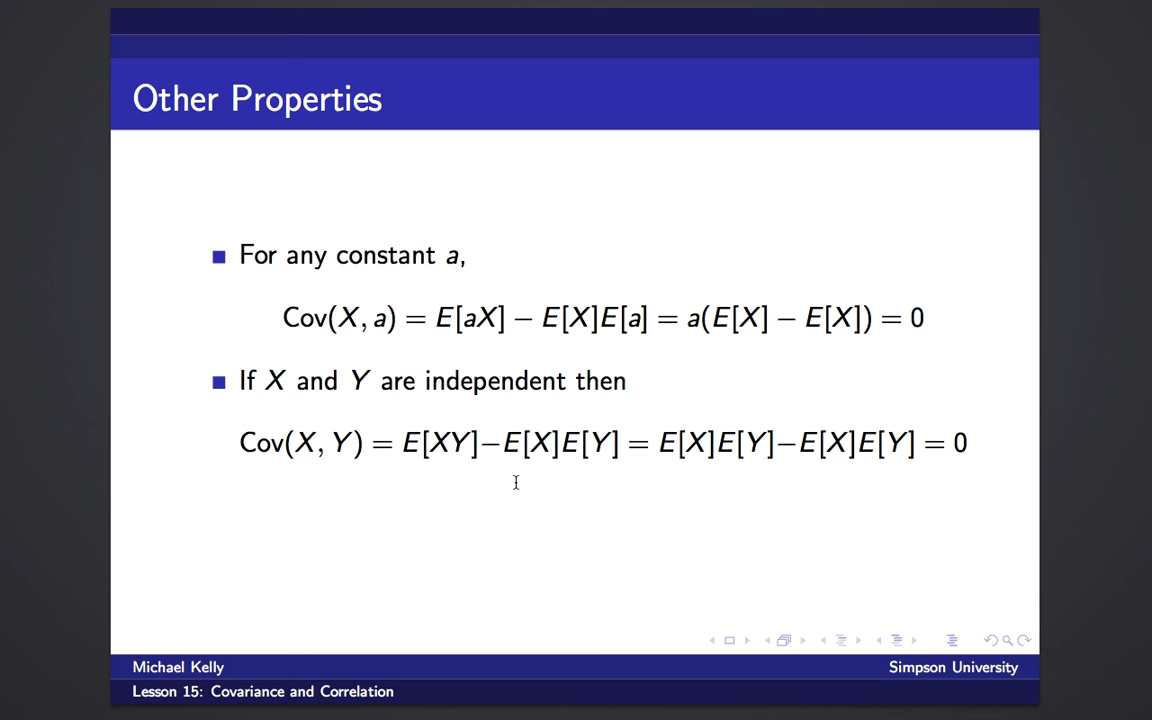 Other Properties
For any constant a,
Cov(X, a) = E[aX] − E[X]E[a] = a(E[X] − E[X]) = 0
If X and Y are independent then
Cov(X, Y) = E[XY]−E[X]E[Y] = E[X]E[Y]−E[X]E[Y] = 0
Michael Kelly
Simpson University
Lesson 15: Covariance and Correlation